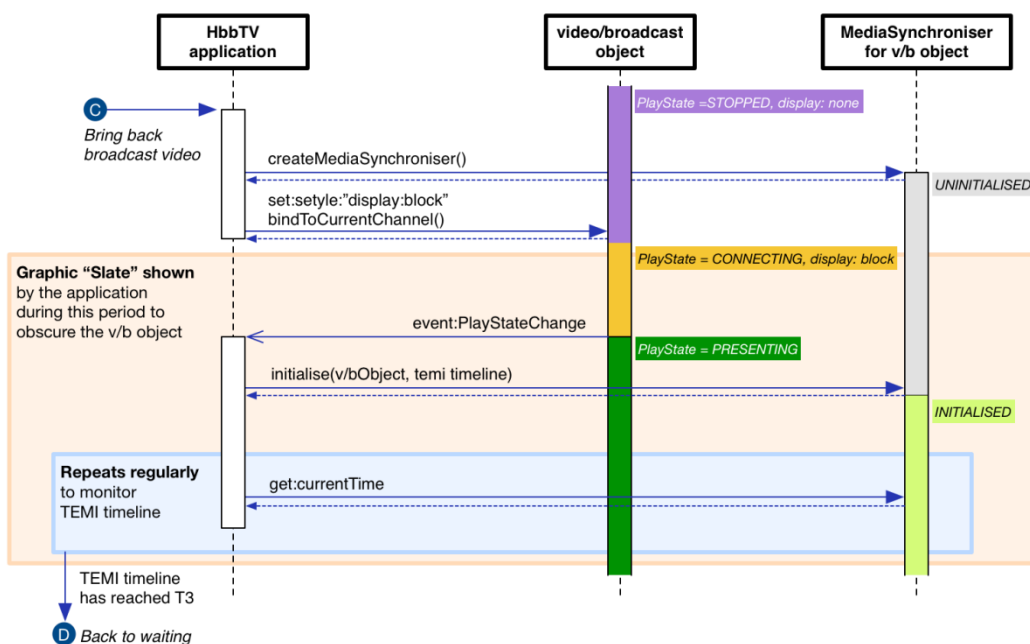 HbbTV
application
video/broadcast
object
MediaSynchroniser
for v/b object
C
Bring back
broadcast video
PlayState =STOPPED, display: none
createMediaSynchroniser()
UNINITIALISED
set:setyle:"display:block"
bindToCurrentChannel()
PlayState = CONNECTING, display: block
Graphic “Slate” shown
by the application
during this period to
obscure the v/b object
event:PlayStateChange
PlayState = PRESENTING
initialise(v/bObject, temi timeline)
INITIALISED
Repeats regularly
to monitor
TEMI timeline
get:currentTime
TEMI timeline
has reached T3
D
Back to waiting